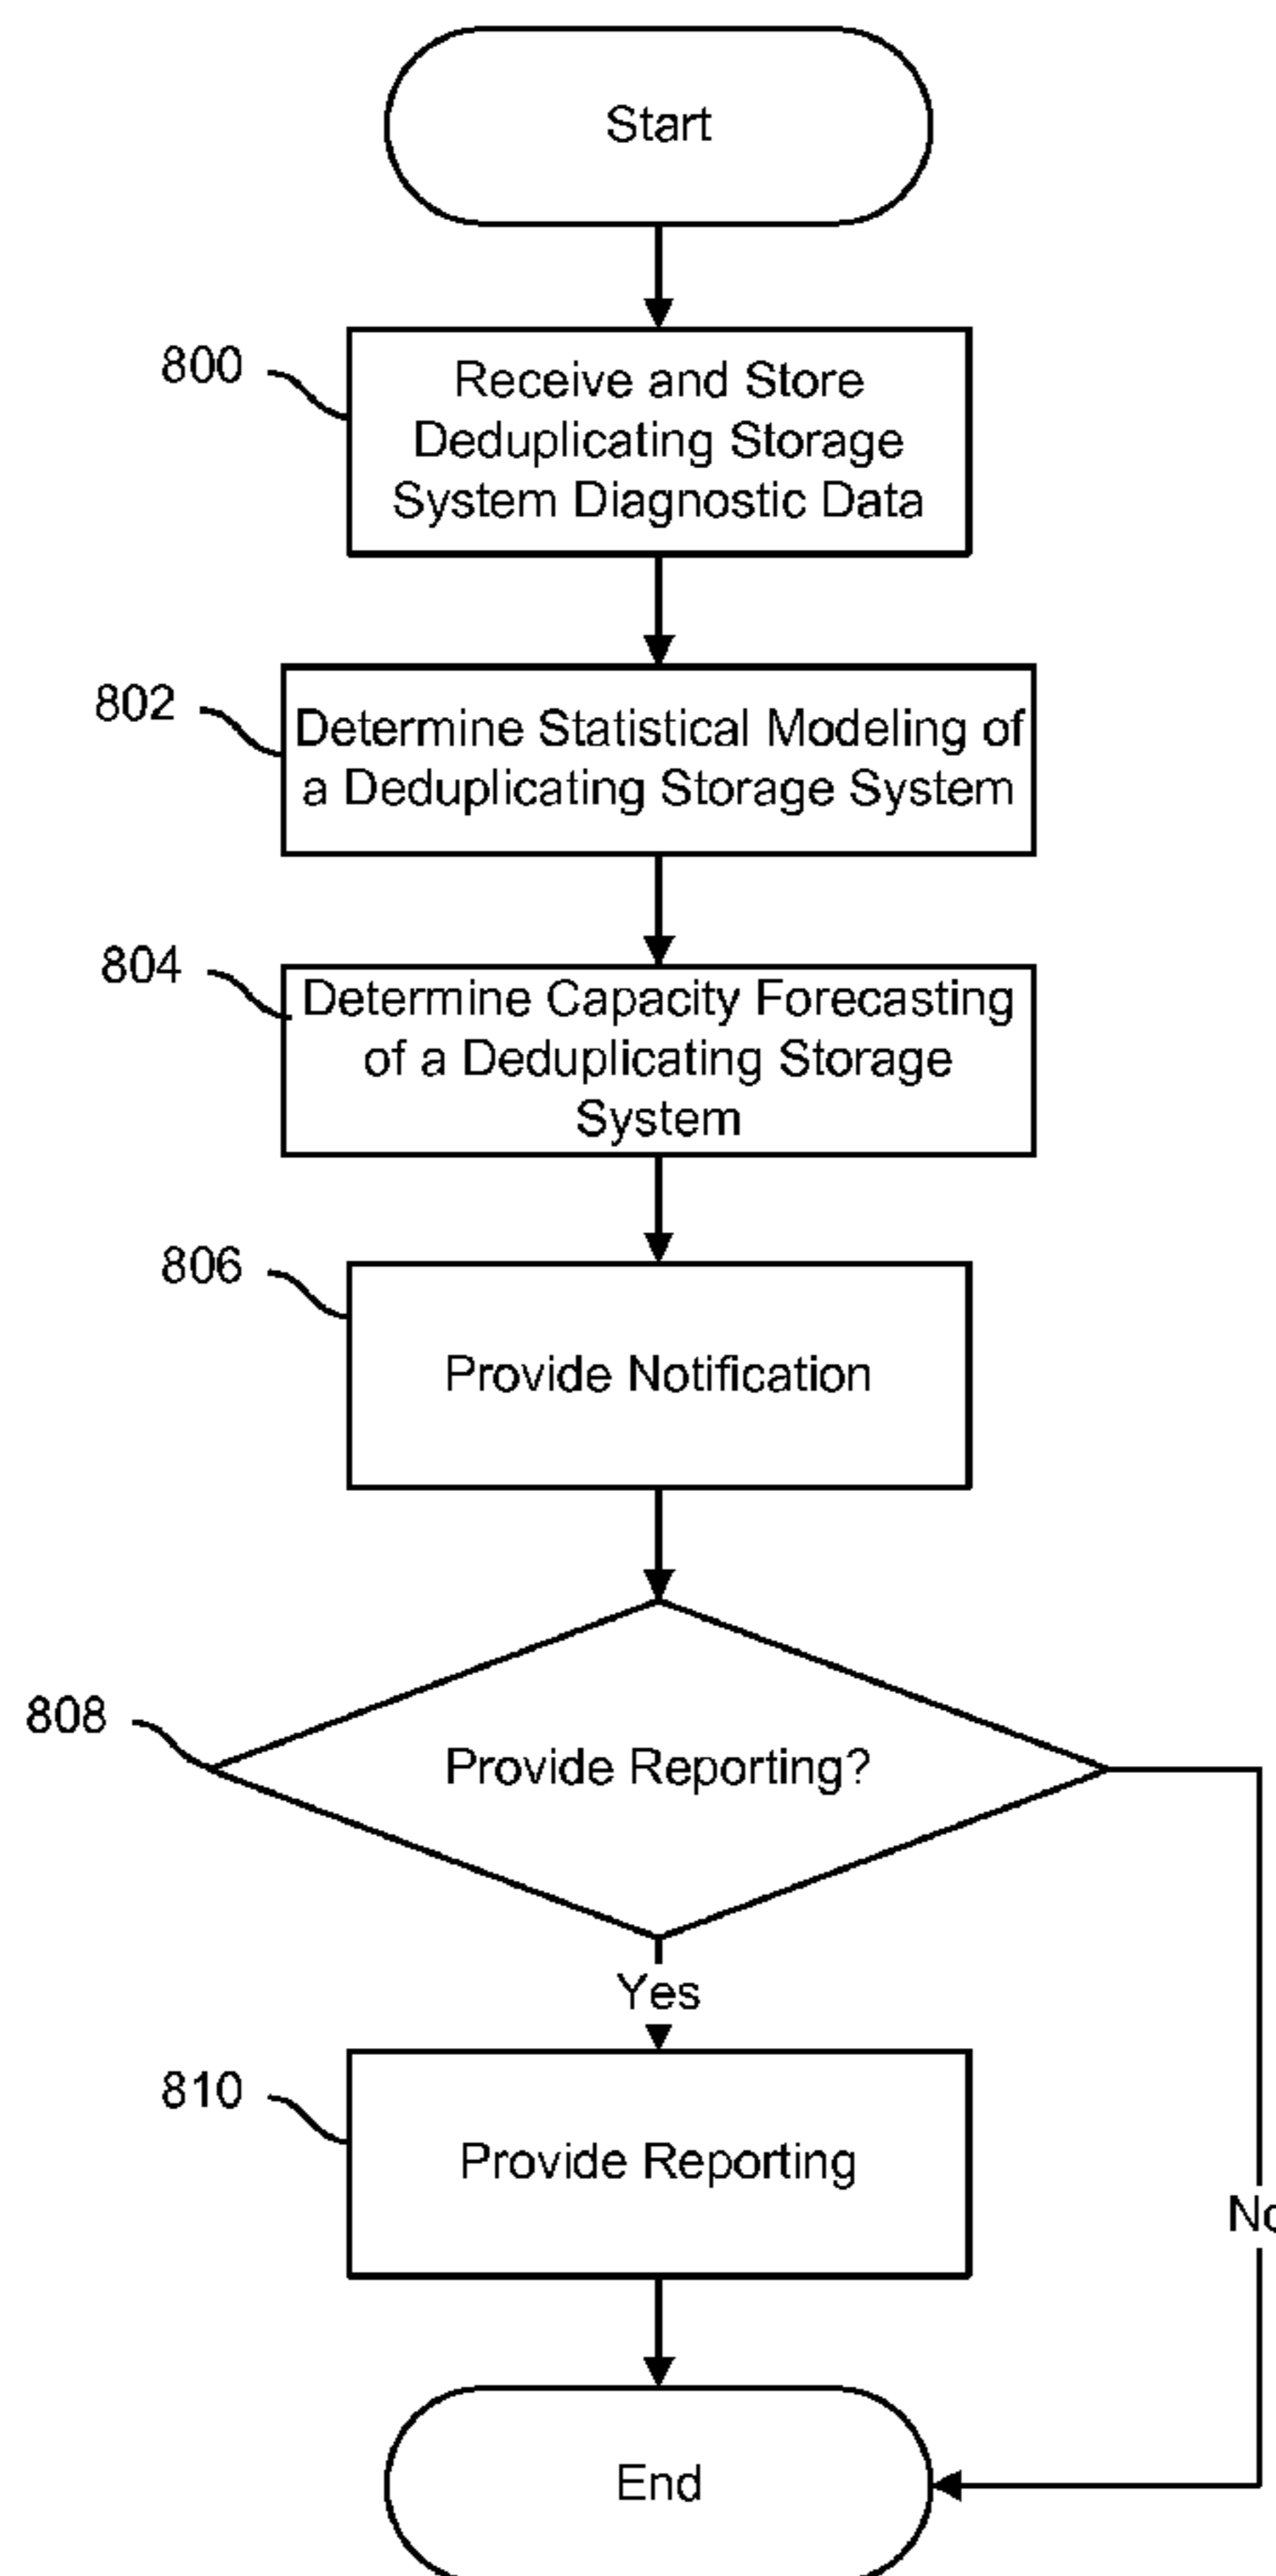 Start
800
Receive and Store
Deduplicating Storage
System Diagnostic Data
802
Determine Statistical Modeling of
a Deduplicating Storage System
804
Determine Capacity Forecasting
of a Deduplicating Storage
System
806
Provide Notification
808
Provide Reporting?
Yes
810
Provide Reporting
No
End